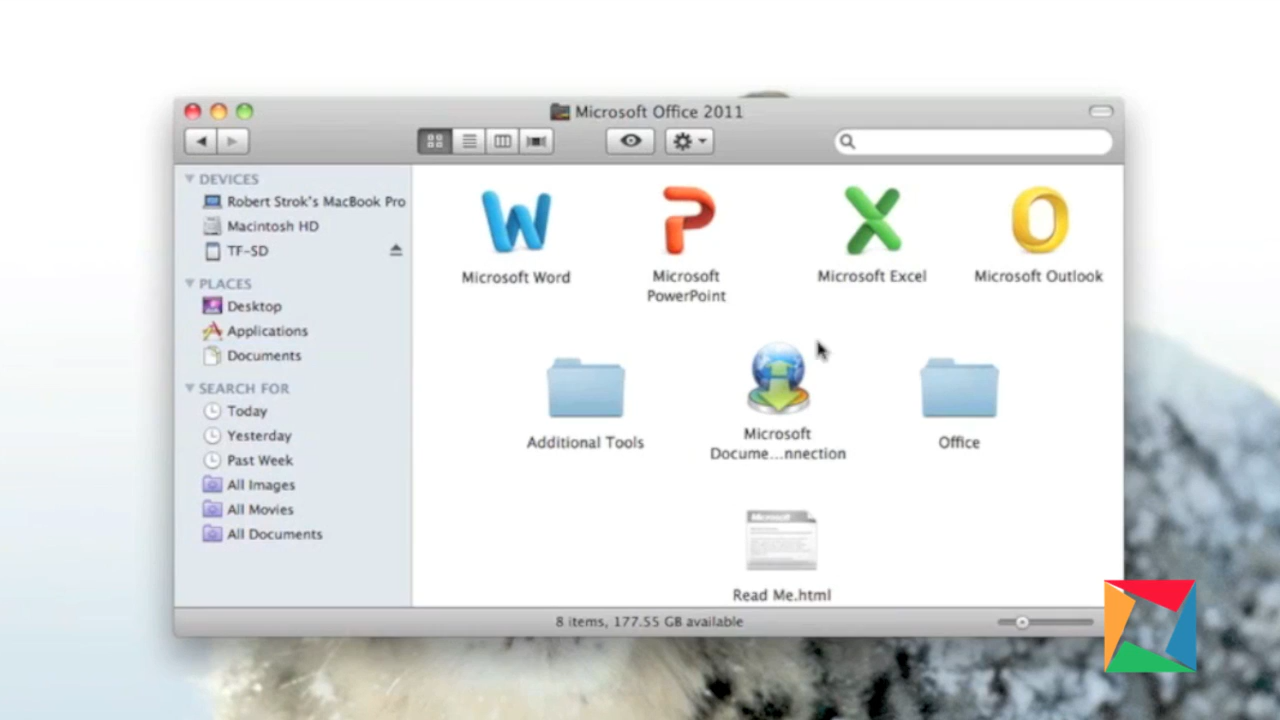 Microsoft Office 2011
DEVICES
Robert Strok's MacBook Pro
Macintosh HD
TF-SD
PLACES
Desktop
Applications
Documents
SEARCH FOR
Today
Yesterday
Past Week
All Images
All Movies
All Documents
Microsoft Word
Microsoft
PowerPoint
Microsoft Excel
Microsoft Outlook
Additional Tools
Microsoft
Docume...nnection
Office
Microsoft
Read Me.html
8 items, 177.55 GB available